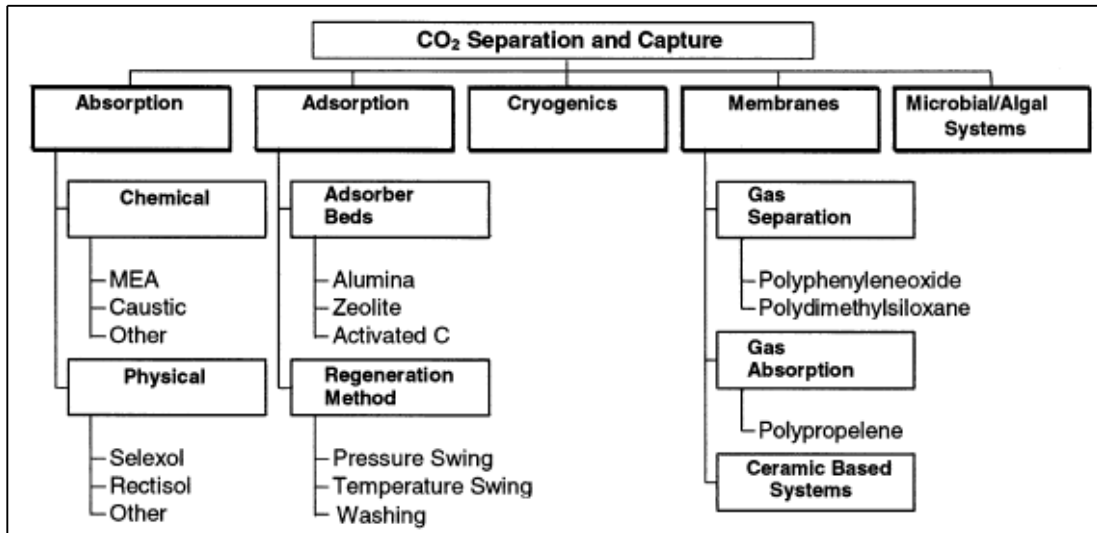 CO₂ Separation and Capture
Absorption
Adsorption
Cryogenics
Membranes
Microbial/Algal
Systems
Chemical
MEA
Caustic
Other
Physical
Selexol
Rectisol
Other
Adsorber
Beds
Alumina
Zeolite
Activated C
Regeneration
Method
Pressure Swing
Temperature Swing
Washing
Gas
Separation
Polyphenyleneoxide
Polydimethylsiloxane
Gas
Absorption
Polypropelene
Ceramic Based
Systems